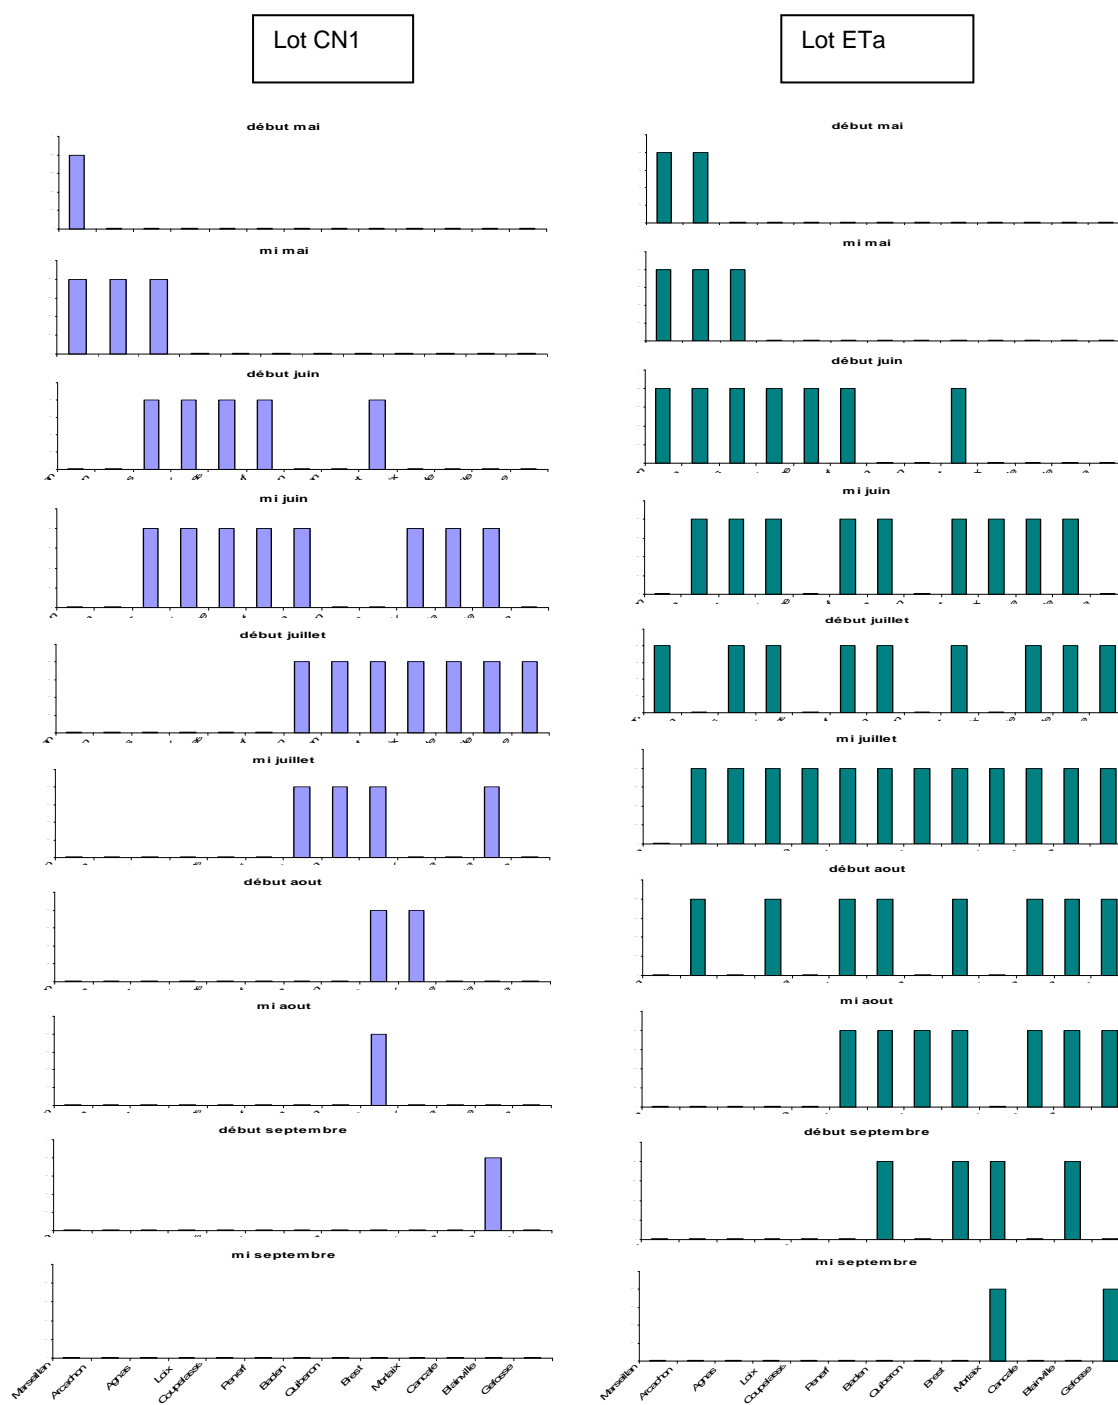 Lot CN1
Lot ETa
début mai
mi mai
début juin
mi juin
début juillet
mi juillet
début aout
mi aout
début septembre
mi septembre
Marseillan
Arcachon
Agnas
Loix
Coupelasse
Penerf
Baden
Quiberon
Brest
Morlaix
Cancale
Blainville
Gefosse
début mai
mi mai
début juin
mi juin
début juillet
mi juillet
début aout
mi aout
début septembre
mi septembre
Marseillan
Arcachon
Agnas
Loix
Coupelasse
Penerf
Baden
Quiberon
Brest
Morlaix
Cancale
Blainville
Gefosse